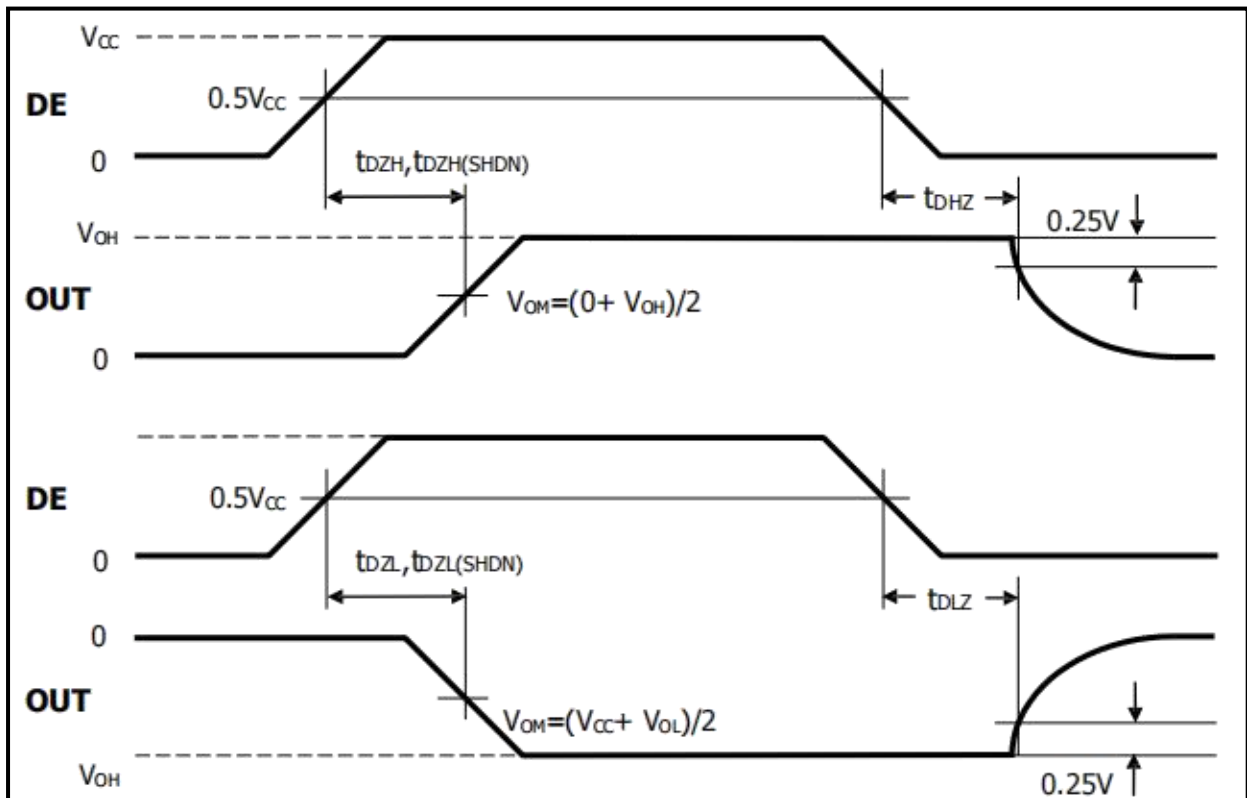 VCC
DE
0.5VCC
0
tDZH,tDZH(SHDN)
tDHZ
VOH
0.25V
OUT
VOM=(0+ VOH)/2
0
DE
0.5VCC
0
tDZL,tDZL(SHDN)
tDLZ
0
OUT
VOM=(VCC+ VOL)/2
VOH
0.25V